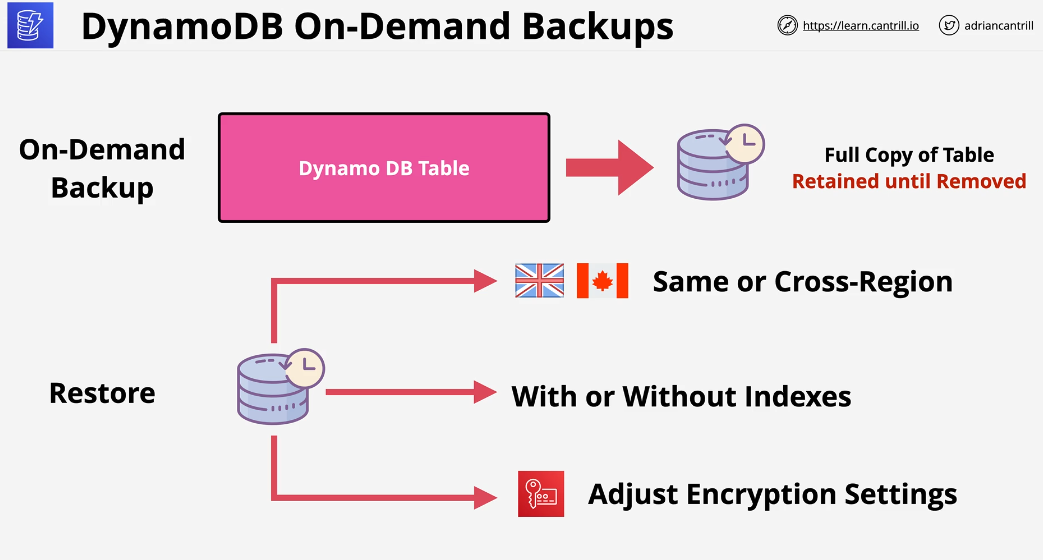 DynamoDB On-Demand Backups
https://learn.cantrill.io
adriancantrill
On-Demand
Backup
Dynamo DB Table
Full Copy of Table
Retained until Removed
Same or Cross-Region
Restore
With or Without Indexes
Adjust Encryption Settings